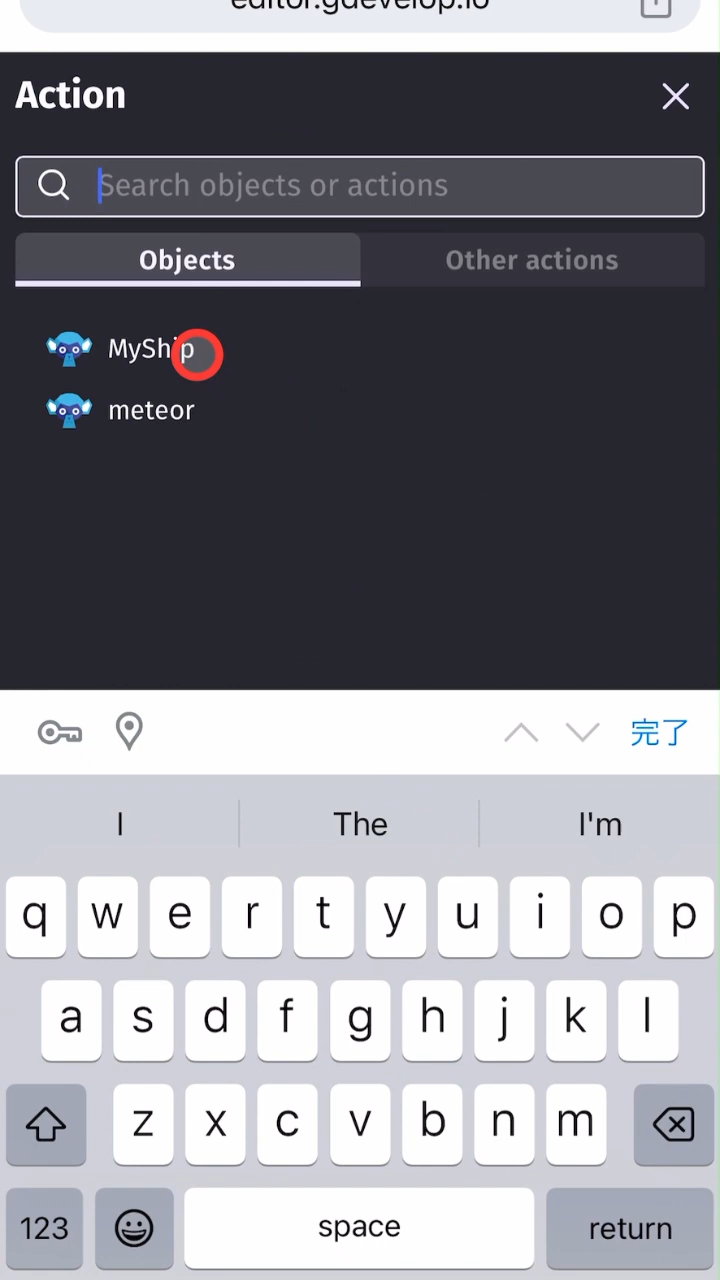 editor.gdevelop.io
Action
Search objects or actions
Objects
Other actions
MyShip
meteor
完了
I
The
I'm
q w e r t y u i o p
a s d f g h j k l
z x c v b n m
123
space
return